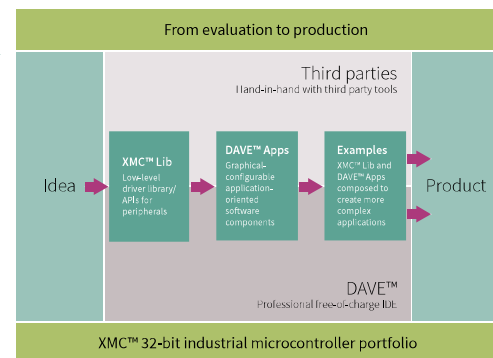 From evaluation to production
Third parties
Hand-in-hand with third party tools
Idea
XMC™ Lib
Low-level
driver library/
APIs for
peripherals
DAVE™ Apps
Graphical-
configurable
application-
oriented
software
components
Examples
XMC™ Lib and
DAVE™ Apps
composed to
create more
complex
applications
Product
DAVE™
Professional free-of-charge IDE
XMC™ 32-bit industrial microcontroller portfolio